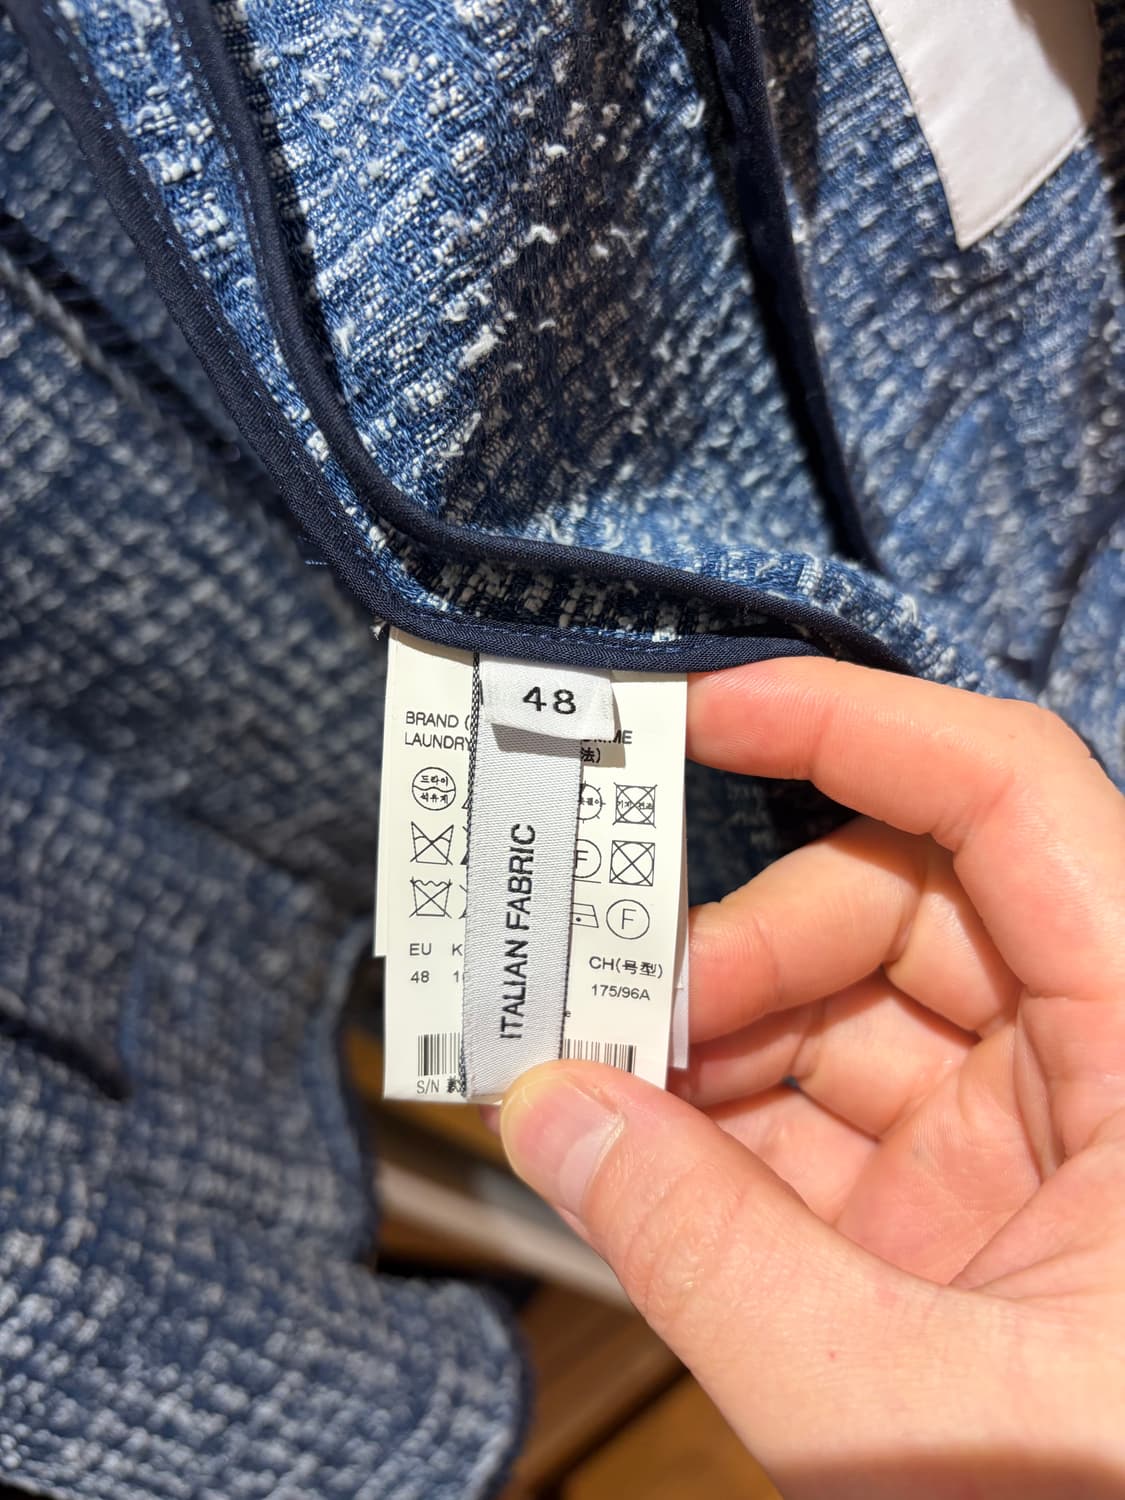 48
ITALIAN FABRIC
BRAND (
LAUNDRY
法)
드라이
석유계
F
F
EU
48
CH(号型)
175/96A
S/N